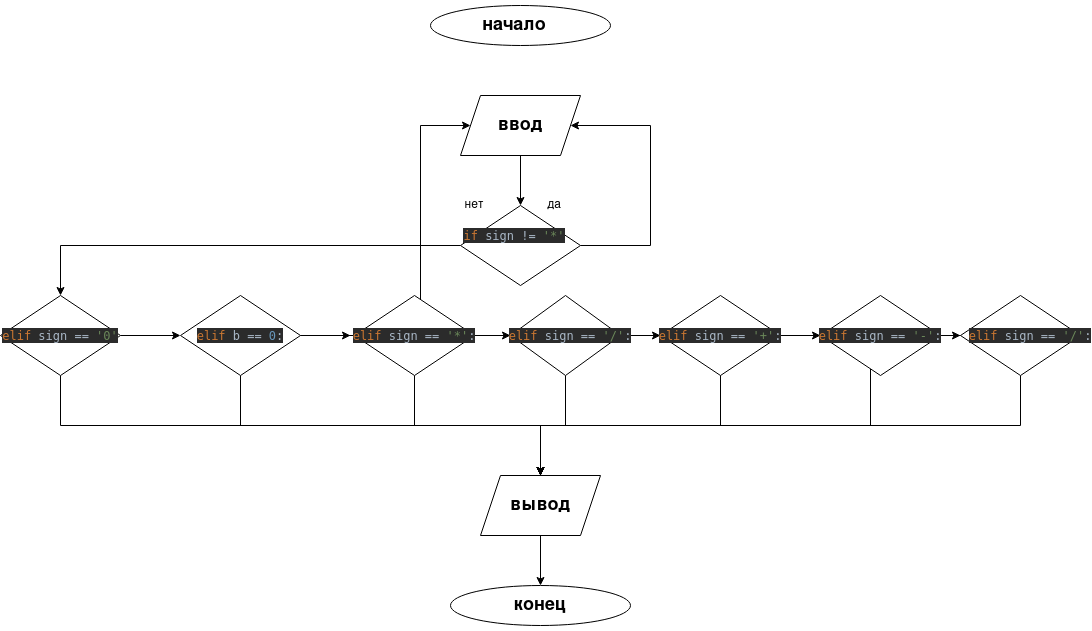 начало
ввод
нет
да
if sign != '*'
elif sign == '0'
elif b == 0:
elif sign == '*':
elif sign == '/':
elif sign == '+':
elif sign == '-':
elif sign == '/':
вывод
конец